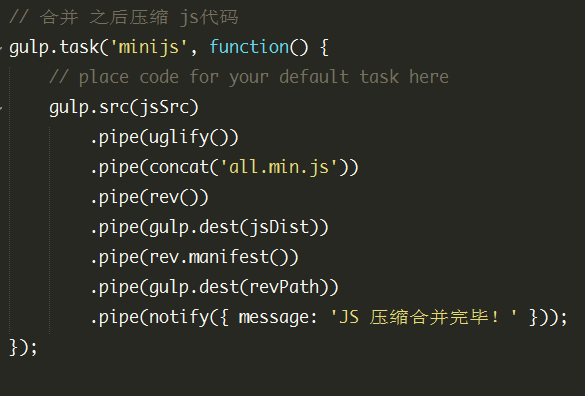 // 合并 之后压缩 js代码
gulp.task('minijs', function() {
    // place code for your default task here
    gulp.src(jsSrc)
        .pipe(uglify())
        .pipe(concat('all.min.js'))
        .pipe(rev())
        .pipe(gulp.dest(jsDist))
        .pipe(rev.manifest())
        .pipe(gulp.dest(revPath))
        .pipe(notify({ message: 'JS 压缩合并完毕！' }));
});